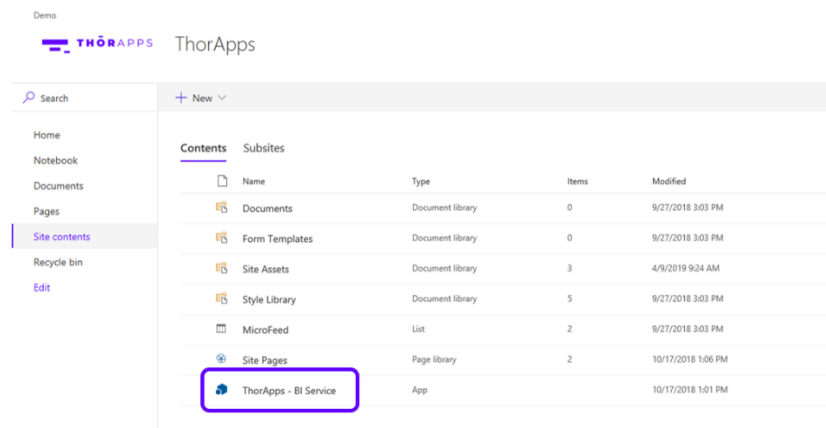 Demo
THŌRAPPS ThorApps
Search
New
Home
Notebook
Documents
Pages
Site contents
Recycle bin
Edit
Contents Subsites
Name Type Items Modified
Documents Document library 0 9/27/2018 3:03 PM
Form Templates Document library 0 9/27/2018 3:03 PM
Site Assets Document library 3 4/9/2019 9:24 AM
Style Library Document library 5 9/27/2018 3:03 PM
MicroFeed List 2 9/27/2018 3:03 PM
Site Pages Page library 2 10/17/2018 1:06 PM
ThorApps - BI Service App 10/17/2018 1:01 PM